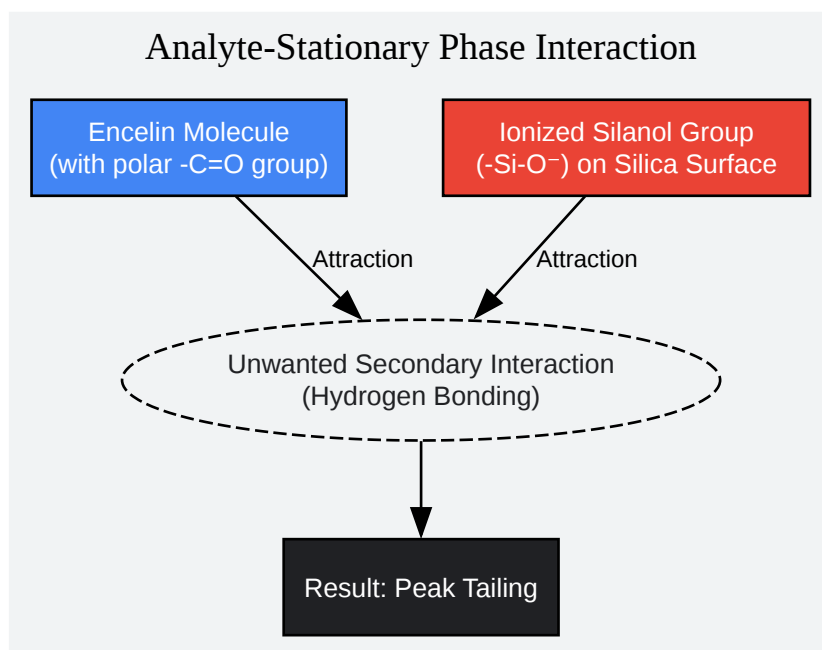 Analyte-Stationary Phase Interaction
Encelin Molecule
(with polar -C=O group)
Ionized Silanol Group
(-Si-O⁻) on Silica Surface
Attraction
Attraction
Unwanted Secondary Interaction
(Hydrogen Bonding)
Result: Peak Tailing